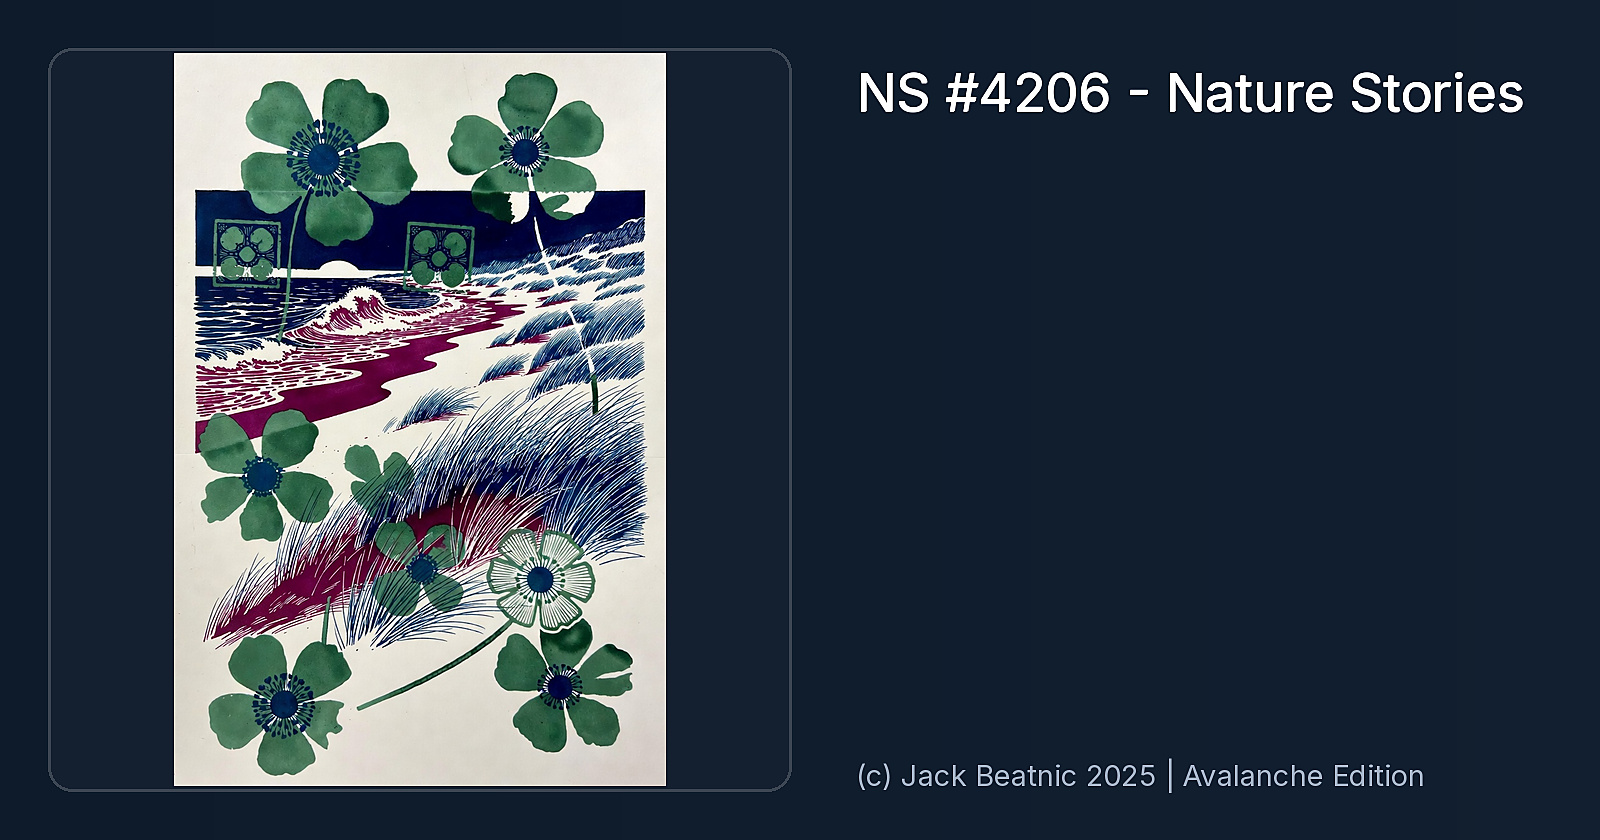 NS #4206 - Nature Stories
(c) Jack Beatnic 2025 | Avalanche Edition